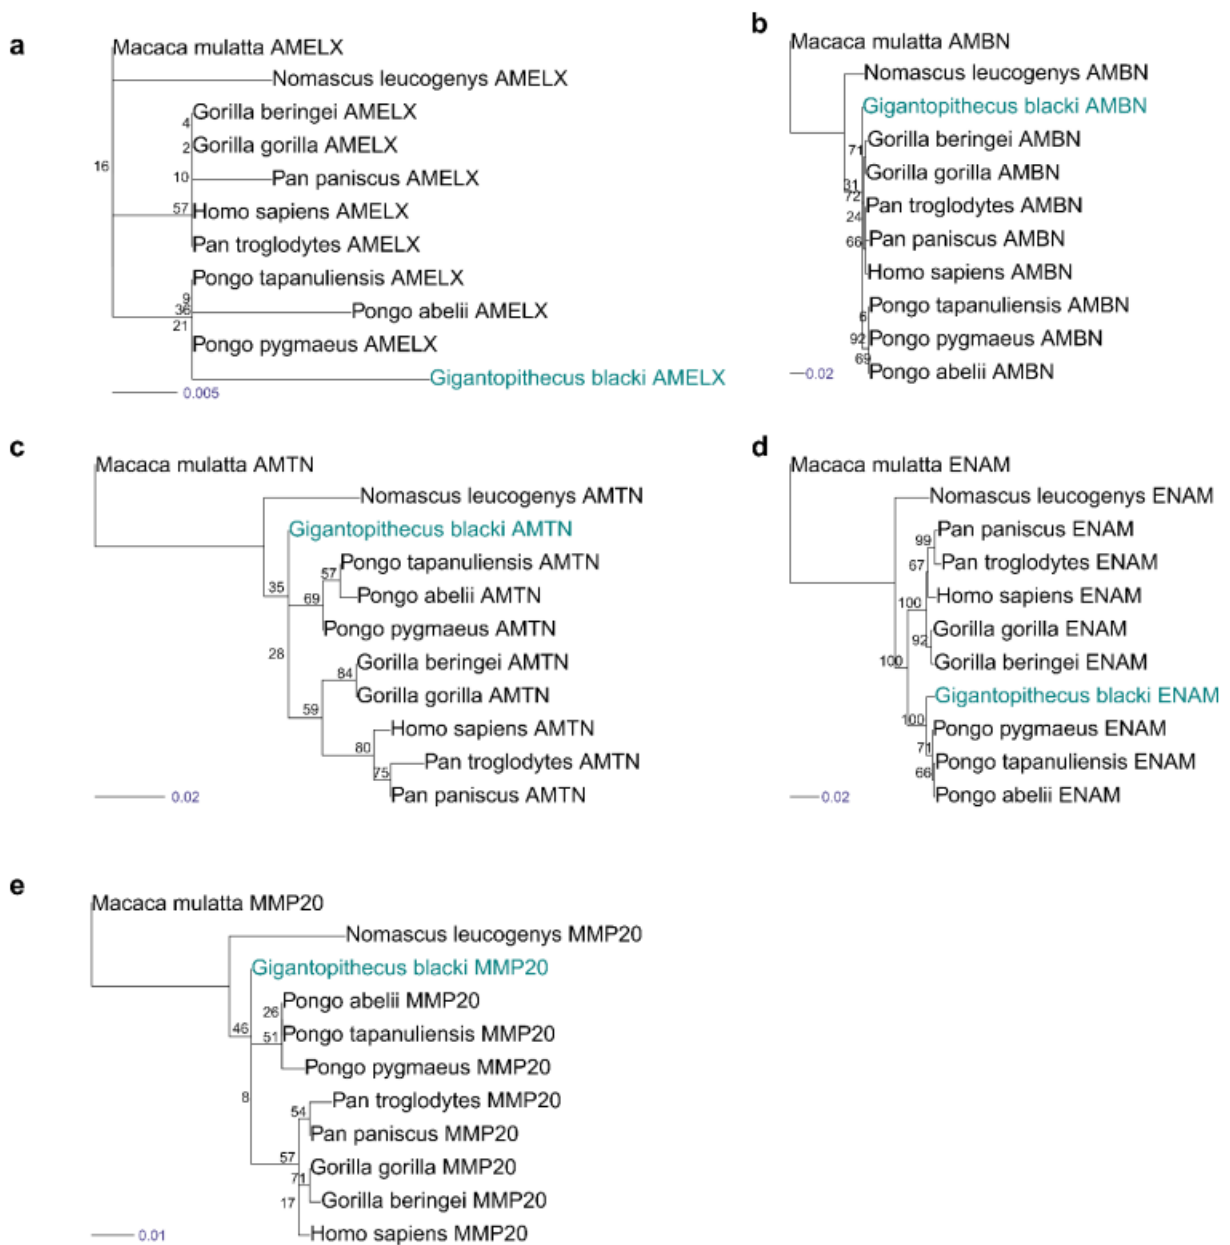 a
Macaca mulatta AMELX
Nomascus leucogenys AMELX
Gorilla beringei AMELX
4
Gorilla gorilla AMELX
2
16
Pan paniscus AMELX
10
Homo sapiens AMELX
57
Pan troglodytes AMELX
Pongo tapanuliensis AMELX
9
36
Pongo abelii AMELX
21
Pongo pygmaeus AMELX
Gigantopithecus blacki AMELX
0.005
b
Macaca mulatta AMBN
Nomascus leucogenys AMBN
Gigantopithecus blacki AMBN
Gorilla beringei AMBN
71
Gorilla gorilla AMBN
31
72
Pan troglodytes AMBN
24
Pan paniscus AMBN
66
Homo sapiens AMBN
Pongo tapanuliensis AMBN
6
Pongo pygmaeus AMBN
92
69
Pongo abelii AMBN
0.02
c
Macaca mulatta AMTN
Nomascus leucogenys AMTN
Gigantopithecus blacki AMTN
Pongo tapanuliensis AMTN
57
35
Pongo abelii AMTN
69
Pongo pygmaeus AMTN
28
Gorilla beringei AMTN
84
Gorilla gorilla AMTN
59
Homo sapiens AMTN
80
Pan troglodytes AMTN
75
Pan paniscus AMTN
0.02
d
Macaca mulatta ENAM
Nomascus leucogenys ENAM
Pan paniscus ENAM
99
Pan troglodytes ENAM
67
Homo sapiens ENAM
100
Gorilla gorilla ENAM
92
Gorilla beringei ENAM
100
Gigantopithecus blacki ENAM
100
Pongo pygmaeus ENAM
71
Pongo tapanuliensis ENAM
66
Pongo abelii ENAM
0.02
e
Macaca mulatta MMP20
Nomascus leucogenys MMP20
Gigantopithecus blacki MMP20
Pongo abelii MMP20
26
46
Pongo tapanuliensis MMP20
51
Pongo pygmaeus MMP20
8
Pan troglodytes MMP20
54
Pan paniscus MMP20
57
Gorilla gorilla MMP20
71
17
Gorilla beringei MMP20
Homo sapiens MMP20
0.01